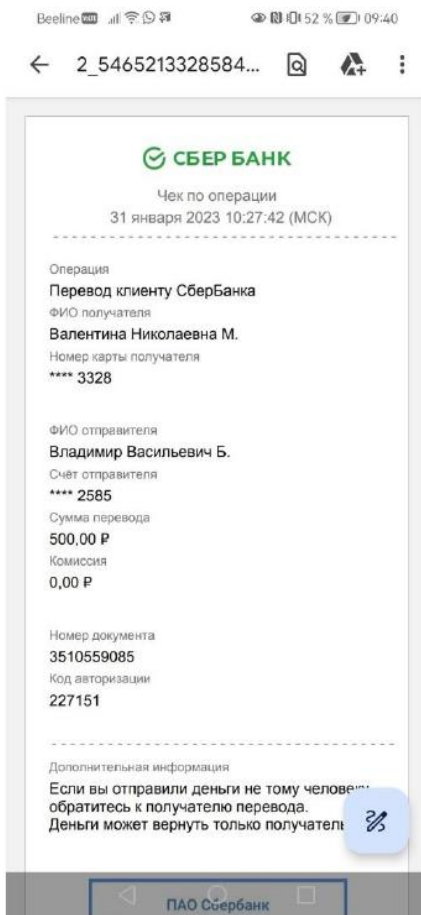 Beeline 52 % 09:40
2_5465213328584...
СБЕР БАНК
Чек по операции
31 января 2023 10:27:42 (МСК)
Операция
Перевод клиенту СберБанка
ФИО получателя
Валентина Николаевна М.
Номер карты получателя
**** 3328
ФИО отправителя
Владимир Васильевич Б.
Счёт отправителя
**** 2585
Сумма перевода
500,00 ₽
Комиссия
0,00 ₽
Номер документа
3510559085
Код авторизации
227151
Дополнительная информация
Если вы отправили деньги не тому человеку,
обратитесь к получателю перевода.
Деньги может вернуть только получатель
ПАО Сбербанк